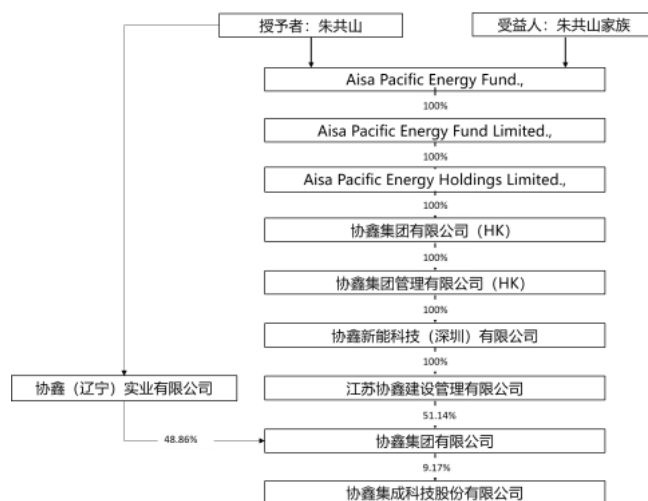 授予者：朱共山
受益人：朱共山家族
Aisa Pacific Energy Fund.,
100%
Aisa Pacific Energy Fund Limited.,
100%
Aisa Pacific Energy Holdings Limited.,
100%
协鑫集团有限公司（HK）
100%
协鑫集团管理有限公司（HK）
100%
协鑫新能科技（深圳）有限公司
100%
协鑫（辽宁）实业有限公司
江苏协鑫建设管理有限公司
51.14%
48.86%
协鑫集团有限公司
9.17%
协鑫集成科技股份有限公司